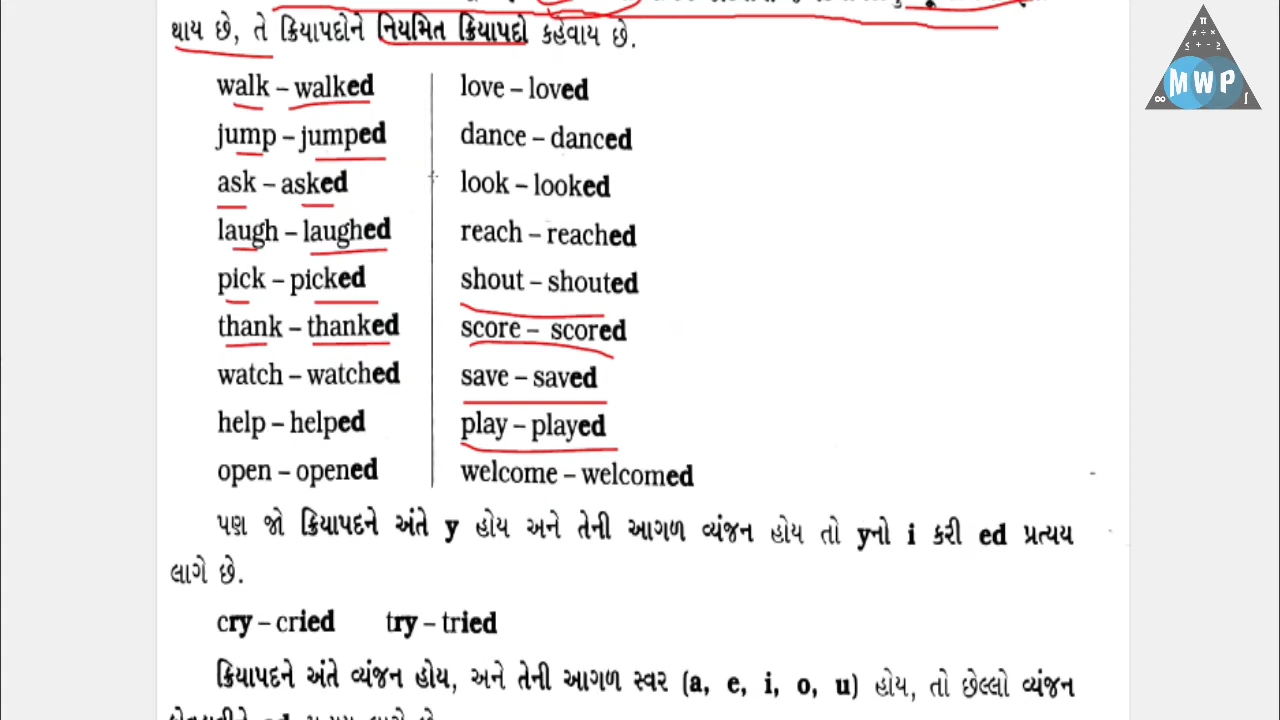 થાય છે, તે ક્રિયાપદોને નિયમિત ક્રિયાપદો કહેવાય છે.
walk – walked
jump – jumped
ask – asked
laugh – laughed
pick – picked
thank – thanked
watch – watched
help – helped
open – opened
love – loved
dance – danced
look – looked
reach – reached
shout – shouted
score – scored
save – saved
play – played
welcome – welcomed
પણ જો ક્રિયાપદને અંતે y હોય અને તેની આગળ વ્યંજન હોય તો yનો i કરી ed પ્રત્યય
લાગે છે.
cry – cried try – tried
ક્રિયાપદને અંતે વ્યંજન હોય, અને તેની આગળ સ્વર (a, e, i, o, u) હોય, તો છેલ્લો વ્યંજન
MWP